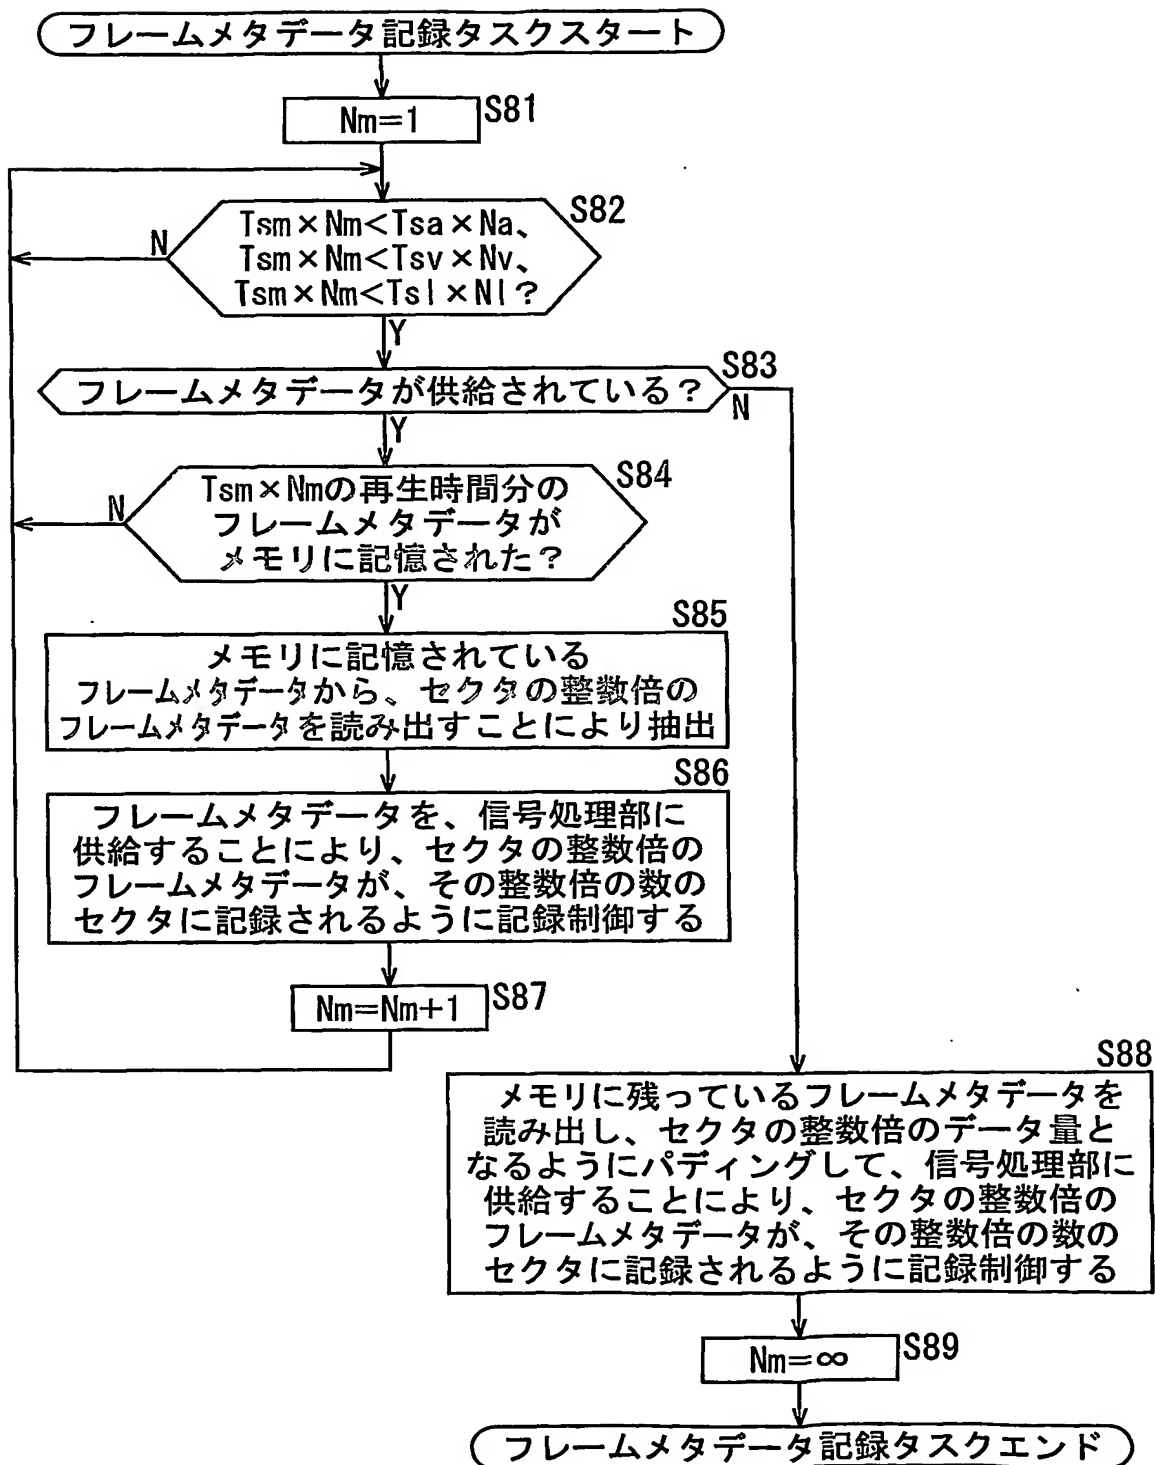 フレームメタデータ記録タスクスタート
Nm=1
S81
Tsm×Nm<Tsa×Na、
Tsm×Nm<Tsv×Nv、
Tsm×Nm<Tsl×Nl?
S82
N
Y
フレームメタデータが供給されている?
S83
N
Y
Tsm×Nmの再生時間分の
フレームメタデータが
メモリに記憶された?
S84
N
Y
S85
メモリに記憶されている
フレームメタデータから、セクタの整数倍の
フレームメタデータを読み出すことにより抽出
S86
フレームメタデータを、信号処理部に
供給することにより、セクタの整数倍の
フレームメタデータが、その整数倍の数の
セクタに記録されるように記録制御する
Nm=Nm+1
S87
S88
メモリに残っているフレームメタデータを
読み出し、セクタの整数倍のデータ量と
なるようにパディングして、信号処理部に
供給することにより、セクタの整数倍の
フレームメタデータが、その整数倍の数の
セクタに記録されるように記録制御する
Nm=∞
S89
フレームメタデータ記録タスクエンド